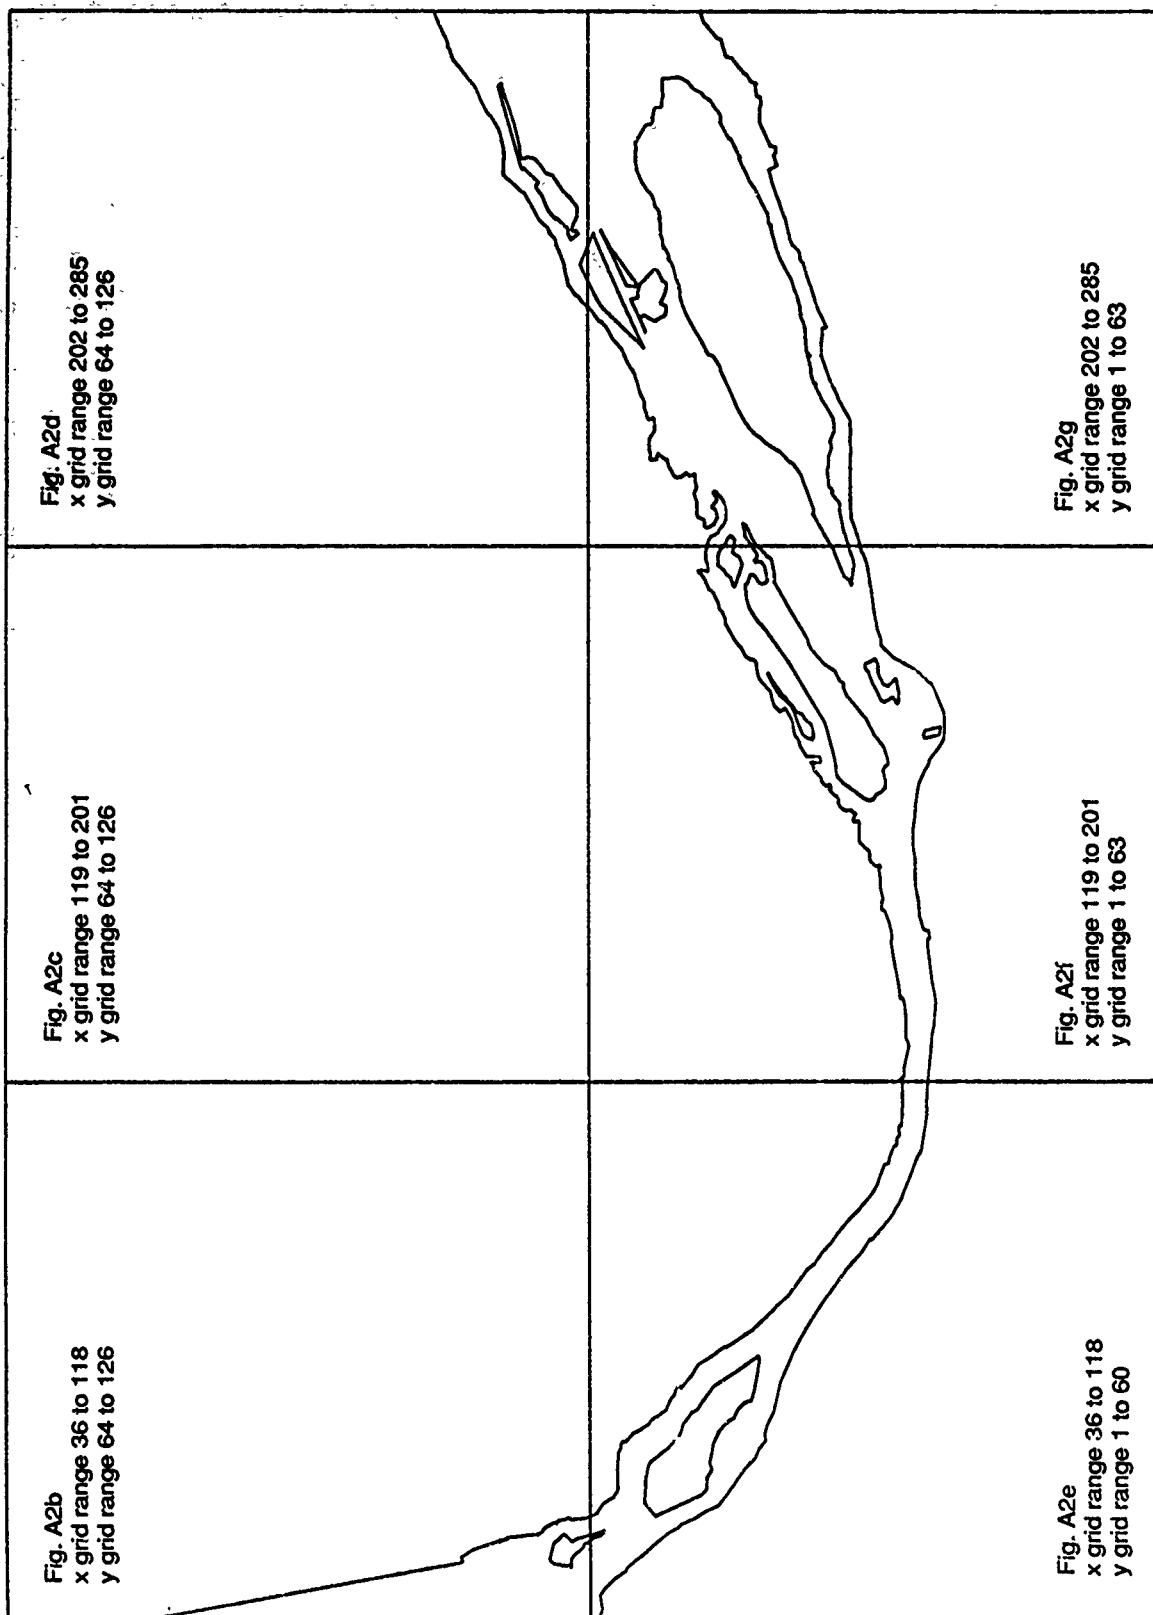 Fig. A2b
x grid range 36 to 118
y grid range 64 to 126
Fig. A2c
x grid range 119 to 201
y grid range 64 to 126
Fig. A2d
x grid range 202 to 285
y grid range 64 to 126
Fig. A2e
x grid range 36 to 118
y grid range 1 to 60
Fig. A2f
x grid range 119 to 201
y grid range 1 to 63
Fig. A2g
x grid range 202 to 285
y grid range 1 to 63